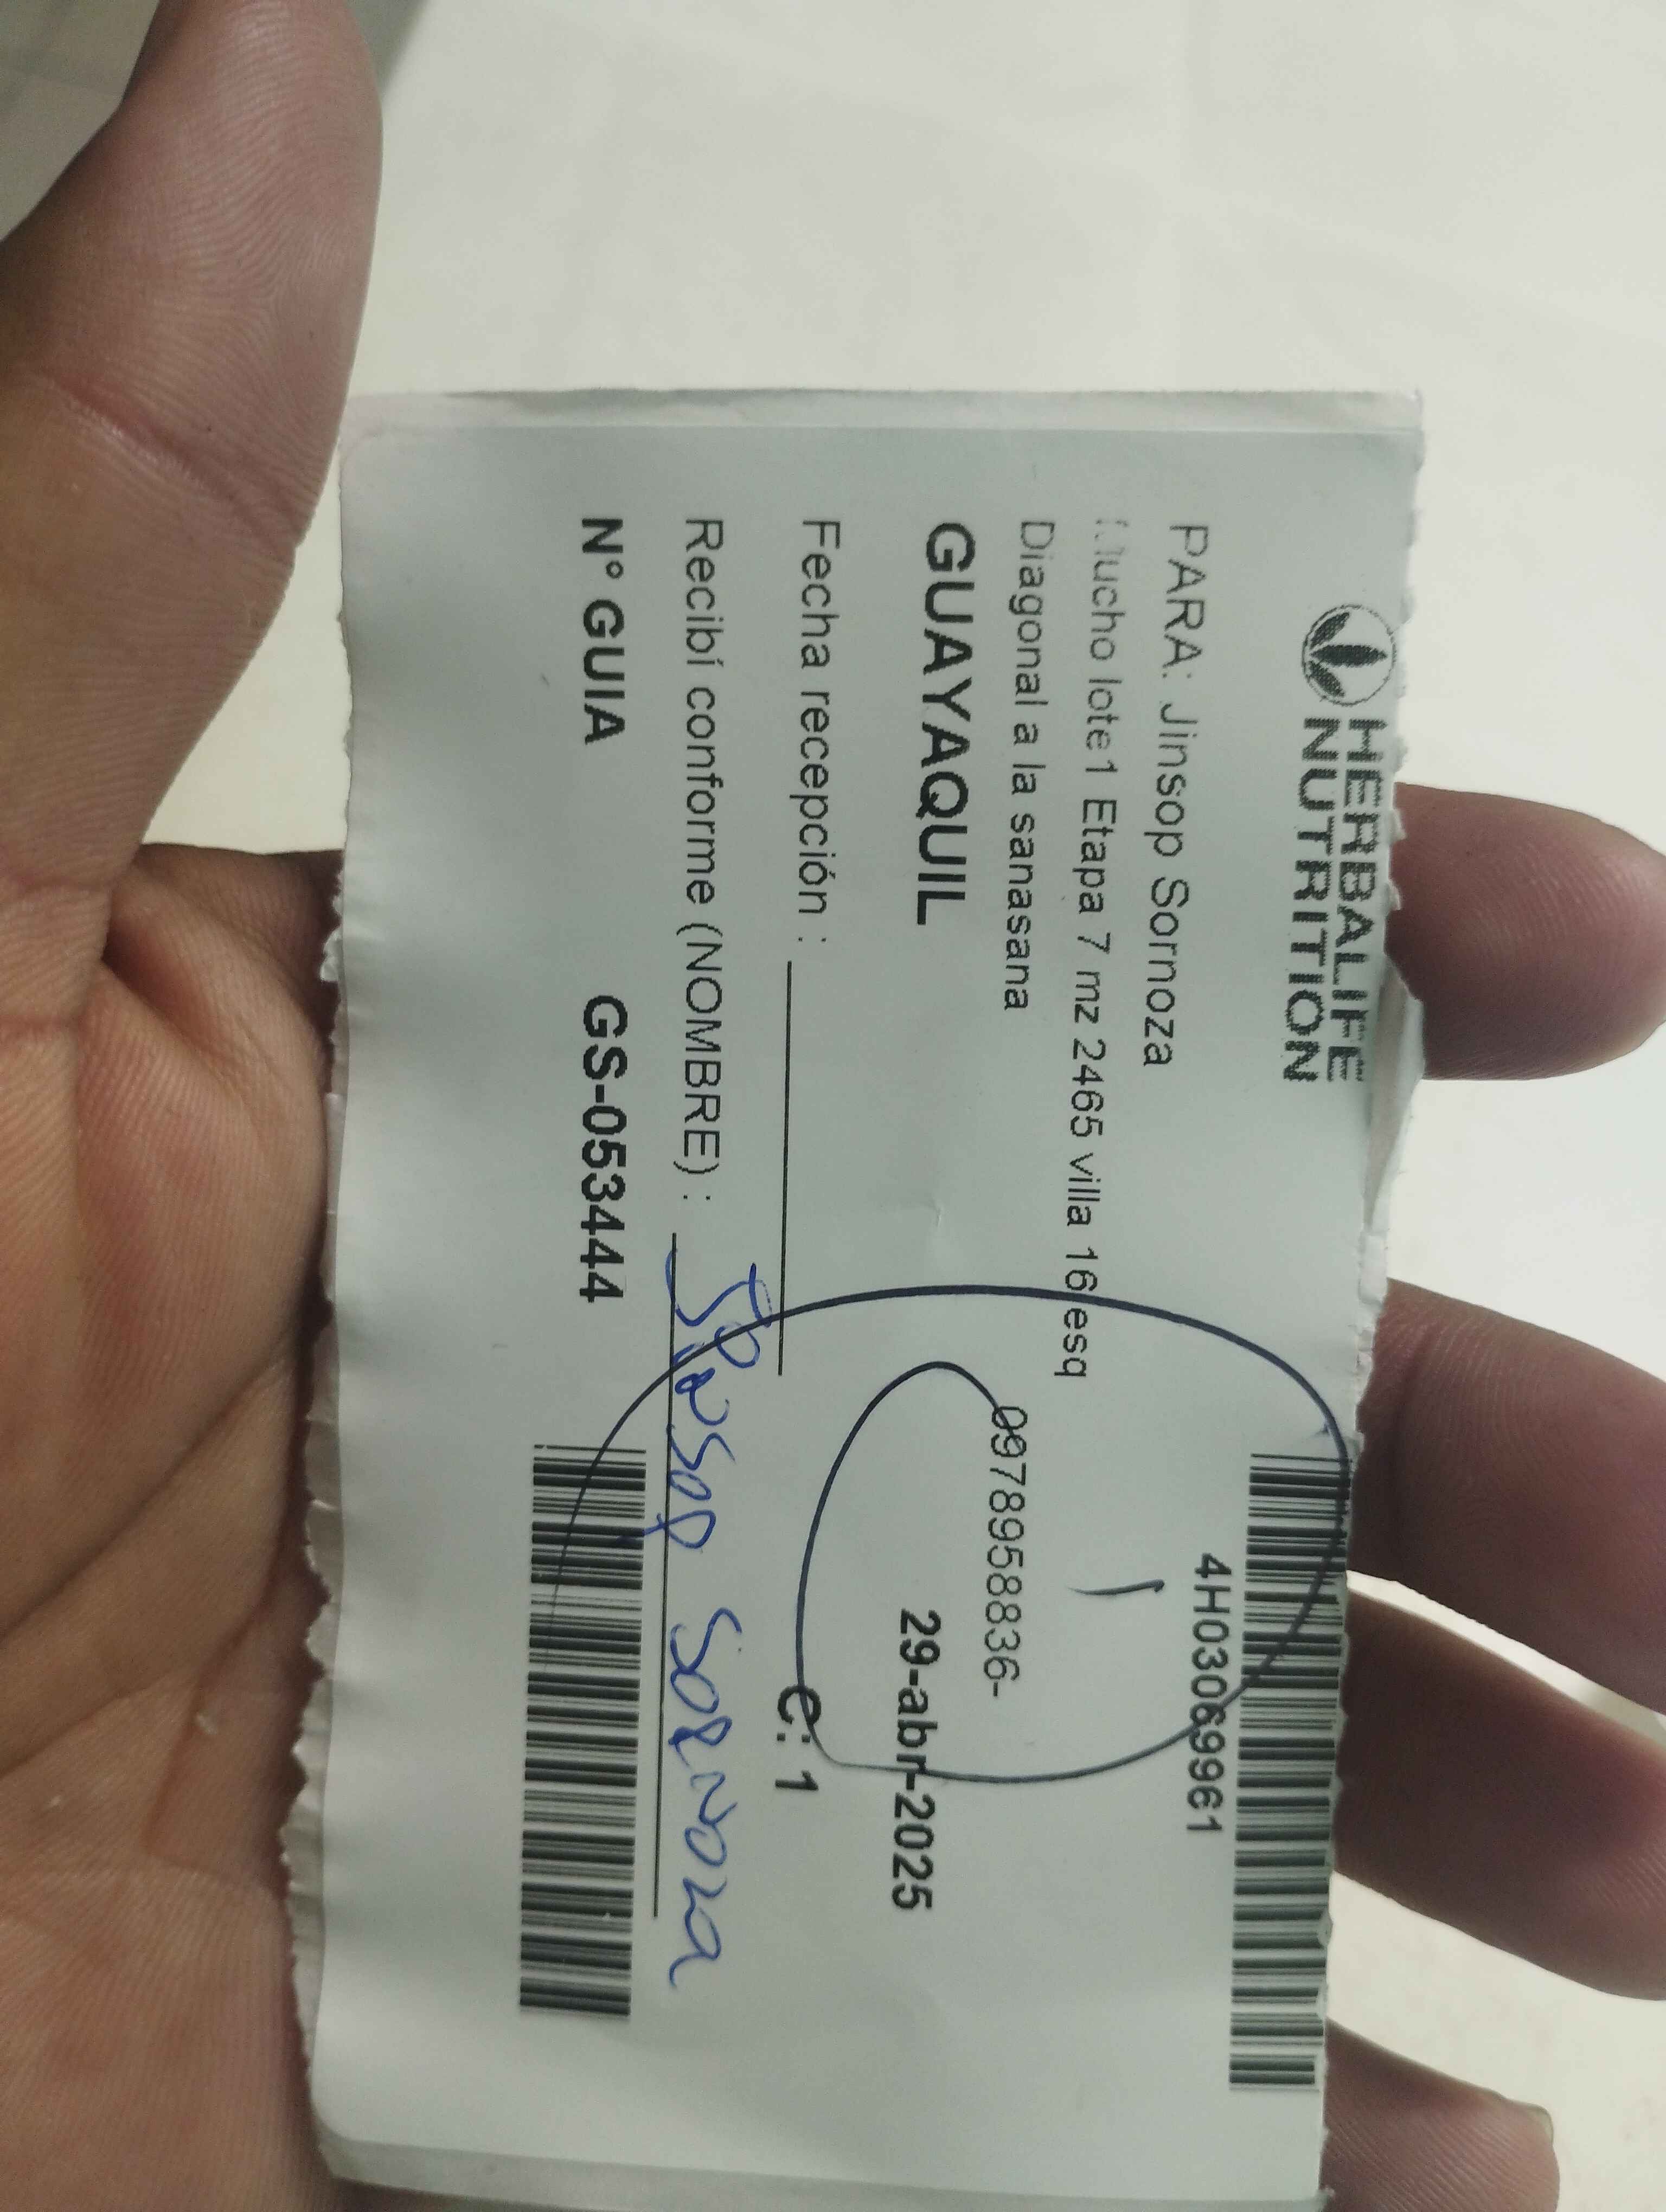 HERBALIFE
NUTRITION
4H03069961
PARA: Jinsop Sornoza
Mucho lote1 Etapa 7 mz 2465 villa 16 esq
Diagonal a la sanasana
0978958836-
GUAYAQUIL
29-abr-2025
Fecha recepción :
C: 1
Recibí conforme (NOMBRE) : Jinsop Sornoza
N° GUIA GS-05344